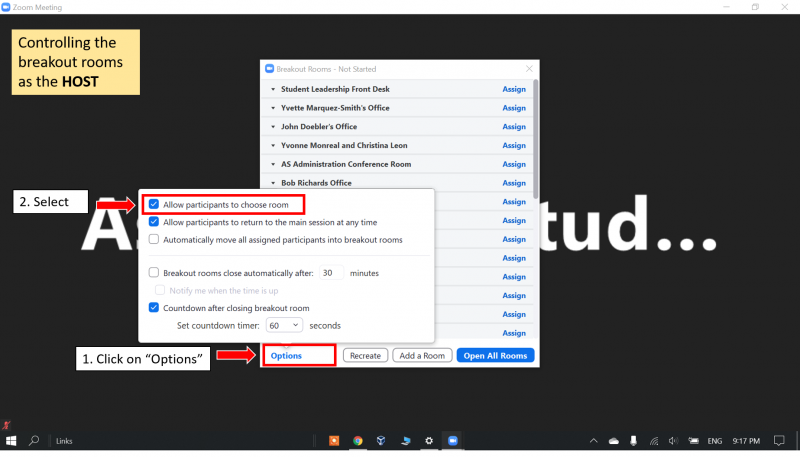 Zoom Meeting
Controlling the
breakout rooms
as the HOST
Breakout Rooms - Not Started
Student Leadership Front Desk Assign
Yvette Marquez-Smith's Office Assign
John Doebler's Office Assign
Yvonne Monreal and Christina Leon Assign
AS Administration Conference Room Assign
Bob Richards Office Assign
2. Select
Allow participants to choose room
Allow participants to return to the main session at any time
Automatically move all assigned participants into breakout rooms
Breakout rooms close automatically after: 30 minutes
Notify me when the time is up
Countdown after closing breakout room
Set countdown timer: 60 seconds
As
tud...
Assign
Assign
Assign
Assign
Assign
Assign
Assign
Assign
1. Click on “Options”
Options Recreate Add a Room Open All Rooms
Links
ENG 9:17 PM